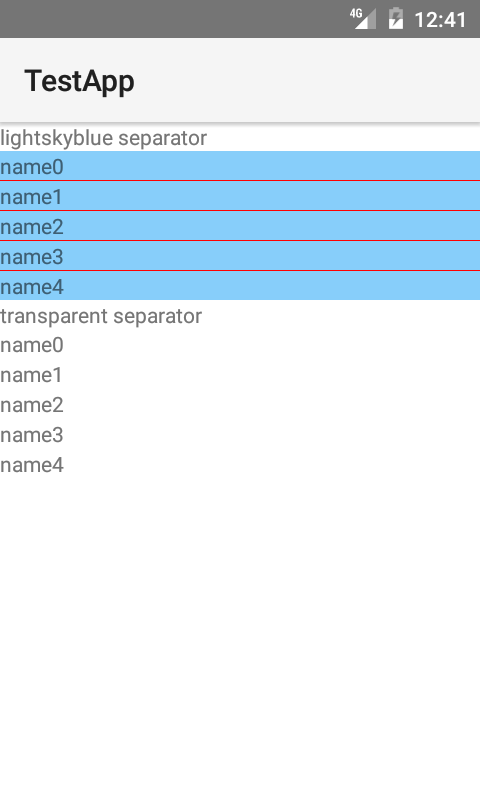 4G 12:41
TestApp
lightskyblue separator
name0
name1
name2
name3
name4
transparent separator
name0
name1
name2
name3
name4